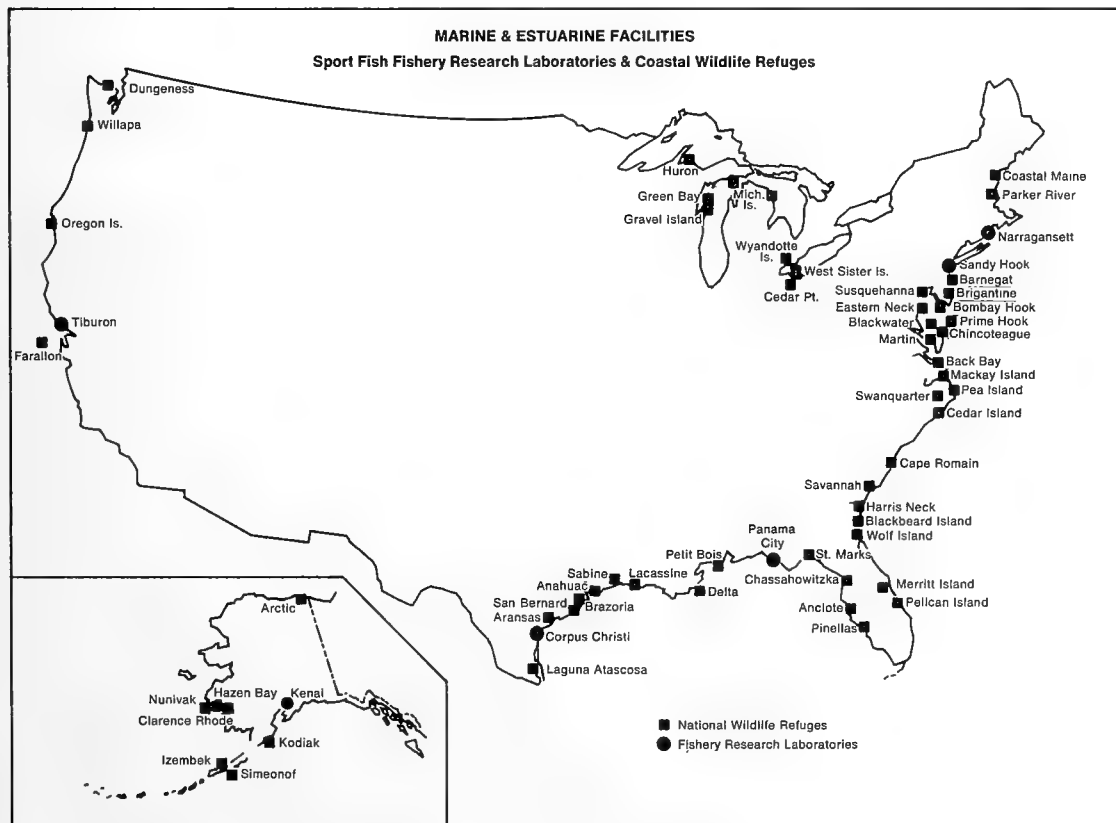 MARINE & ESTUARINE FACILITIES
Sport Fish Fishery Research Laboratories & Coastal Wildlife Refuges
Dungeness
Willapa
Oregon Is.
Tiburon
Farallon
Huron
Green Bay
Mich.
Is.
Gravel Island
Wyandotte
Is.
West Sister Is.
Cedar Pt.
Coastal Maine
Parker River
Narragansett
Sandy Hook
Barnegat
Susquehanna
Brigantine
Eastern Neck
Bombay Hook
Blackwater
Prime Hook
Chincoteague
Martin
Back Bay
Mackay Island
Pea Island
Swanquarter
Cedar Island
Cape Romain
Savannah
Harris Neck
Blackbeard Island
Wolf Island
Panama
City
Petit Bois
St. Marks
Sabine
Lacassine
Chassahowitzka
Anahuac
Delta
Merritt Island
San Bernard
Brazoria
Pelican Island
Aransas
Anclote
Corpus Christi
Pinellas
Laguna Atascosa
Arctic
Nunivak
Hazen Bay
Kenai
Clarence Rhode
Kodiak
Izembek
Simeonof
National Wildlife Refuges
Fishery Research Laboratories